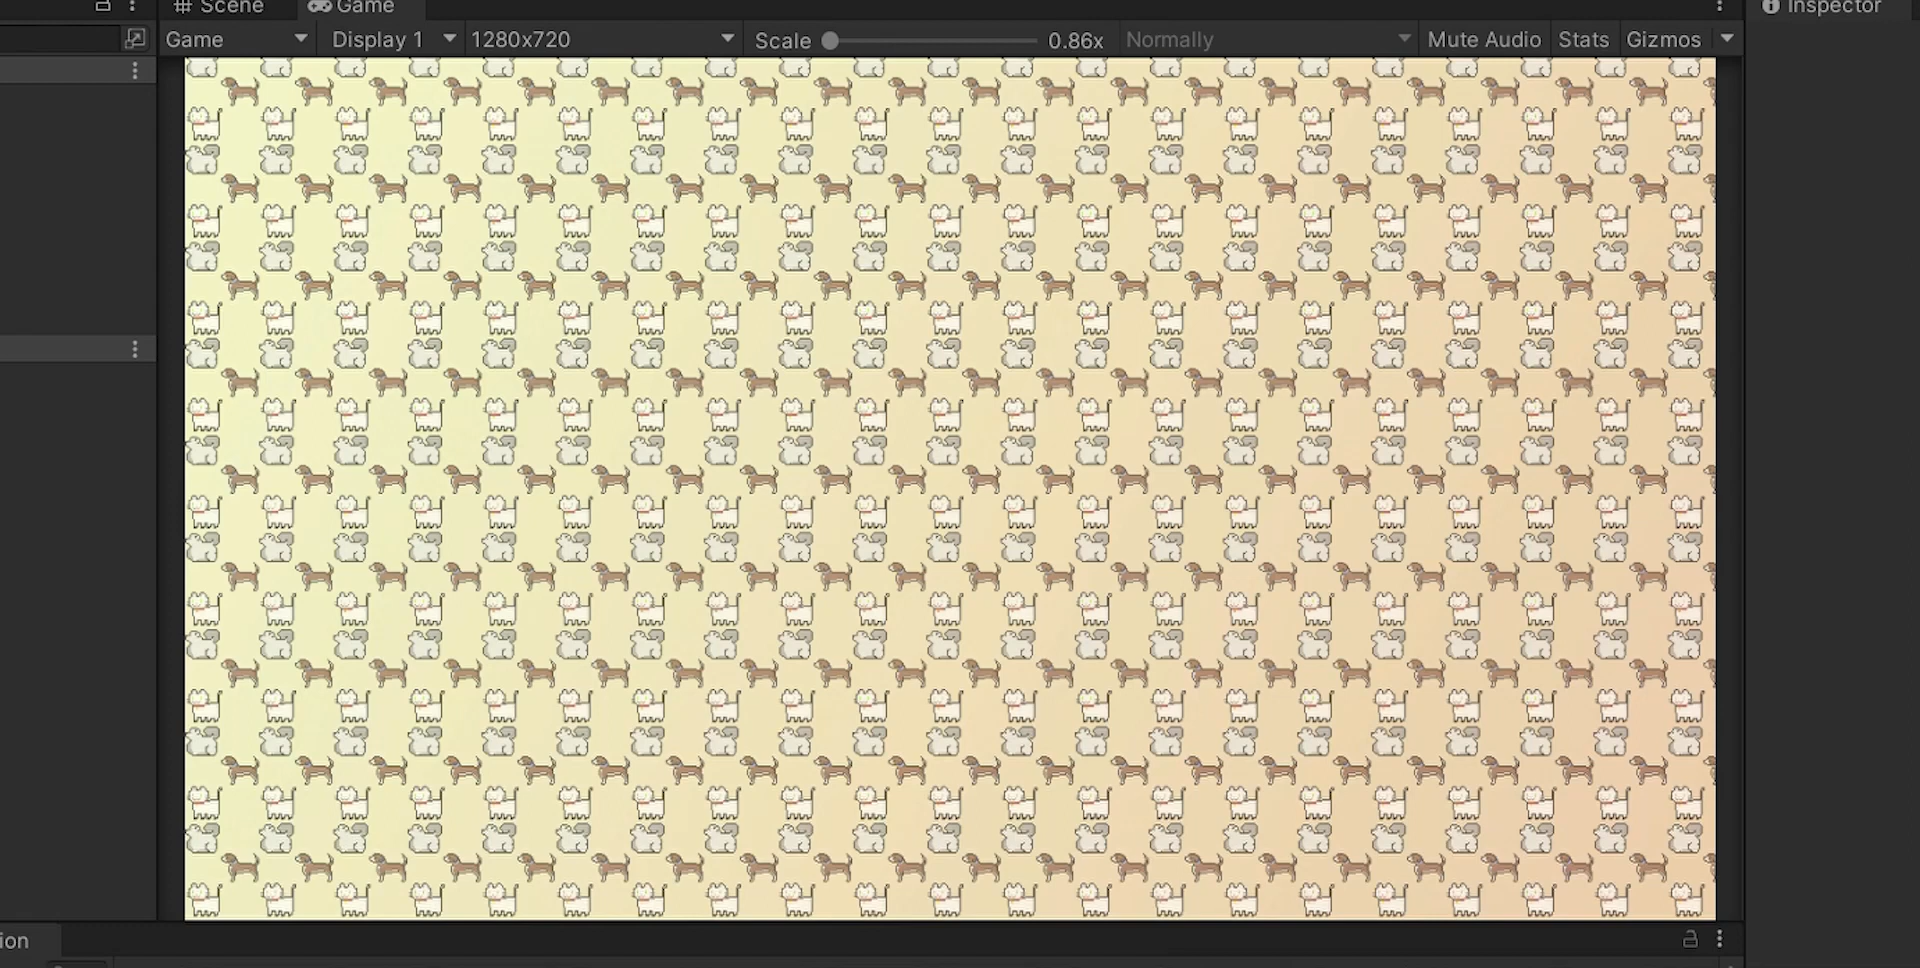 Scene
Game
Inspector
Game
Display 1
1280x720
Scale
0.86x
Normally
Mute Audio
Stats
Gizmos
ion